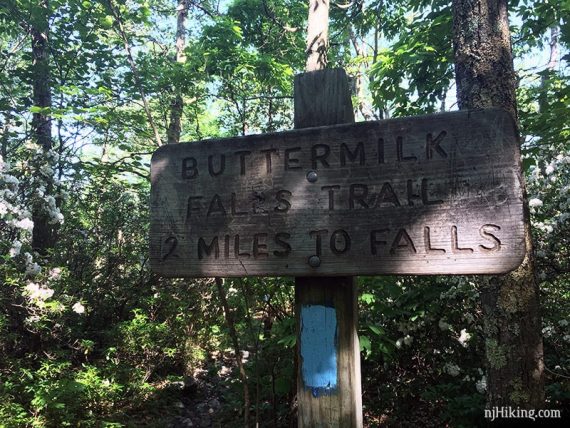 BUTTERMILK
FALLS TRAIL
2 MILES TO FALLS
njHiking.com